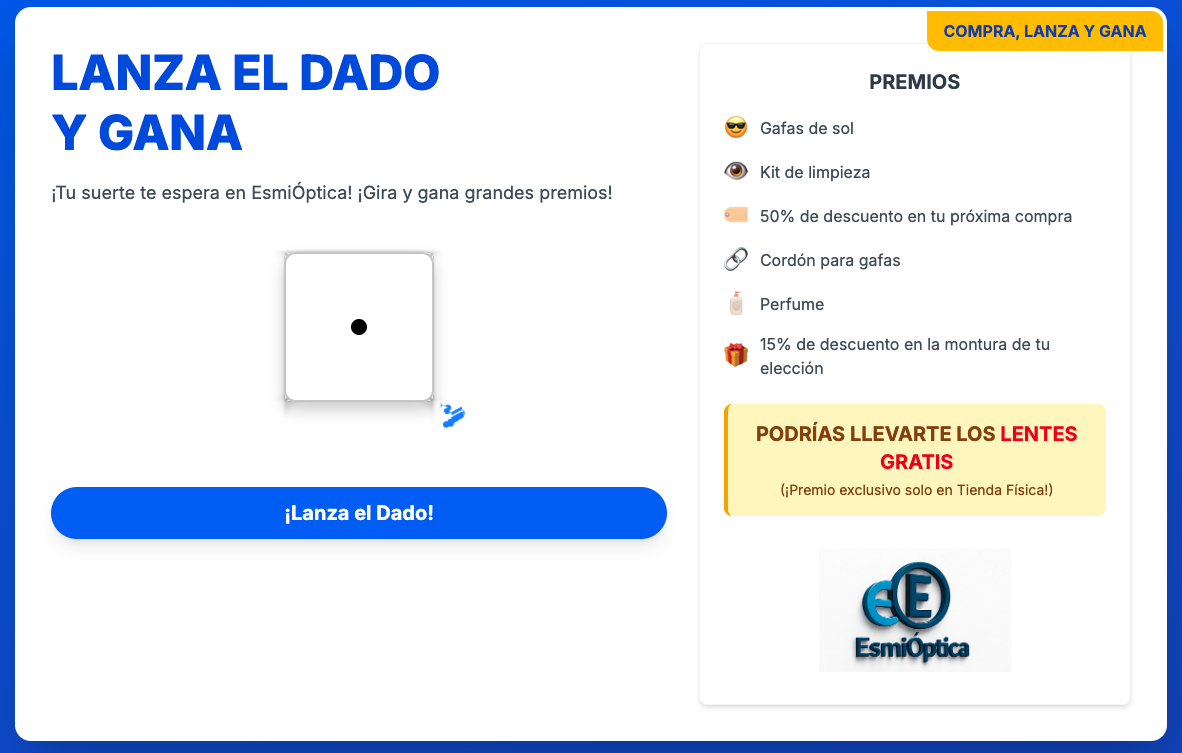 COMPRA, LANZA Y GANA
LANZA EL DADO
Y GANA
¡Tu suerte te espera en EsmiÓptica! ¡Gira y gana grandes premios!
¡Lanza el Dado!
PREMIOS
Gafas de sol
Kit de limpieza
50% de descuento en tu próxima compra
Cordón para gafas
Perfume
15% de descuento en la montura de tu
elección
PODRÍAS LLEVARTE LOS LENTES
GRATIS
(¡Premio exclusivo solo en Tienda Física!)
EE
EsmiÓptica